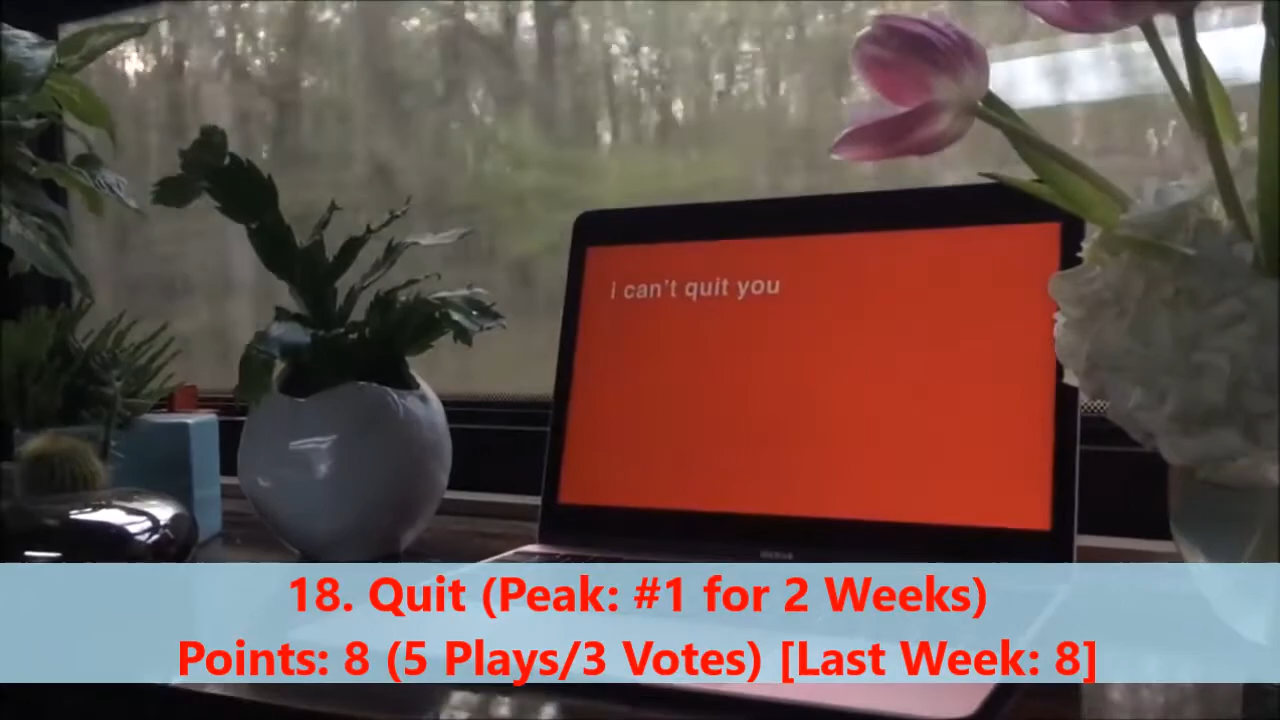 i can't quit you
18. Quit (Peak: #1 for 2 Weeks)
Points: 8 (5 Plays/3 Votes) [Last Week: 8]